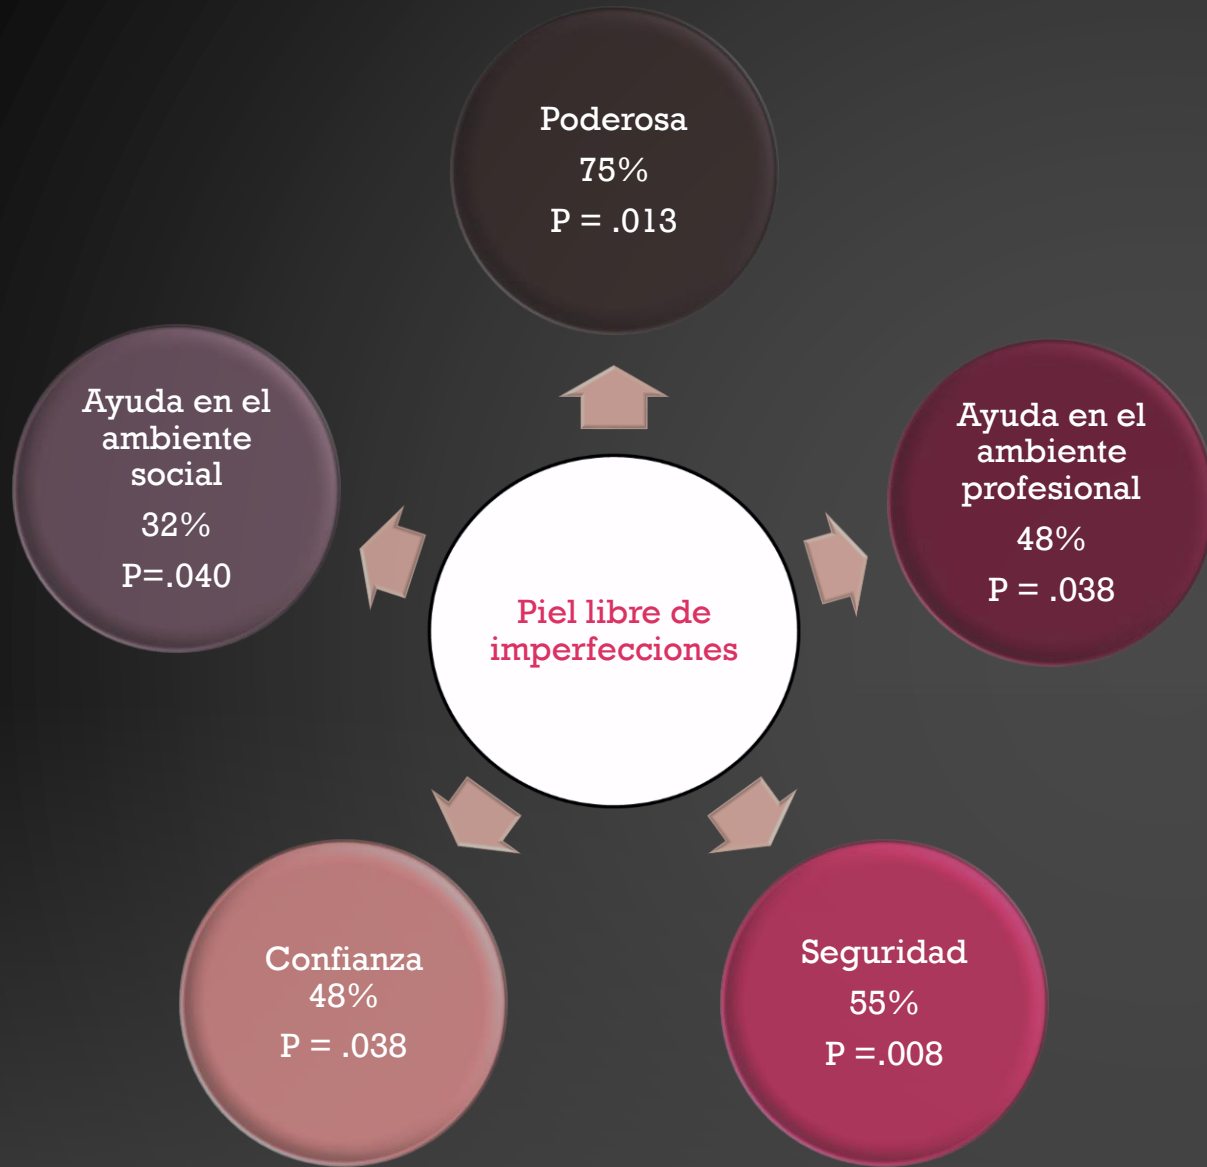 Poderosa
75%
P = .013
Ayuda en el
ambiente
social
32%
P=.040
Ayuda en el
ambiente
profesional
48%
P = .038
Piel libre de
imperfecciones
Confianza
48%
P = .038
Seguridad
55%
P =.008